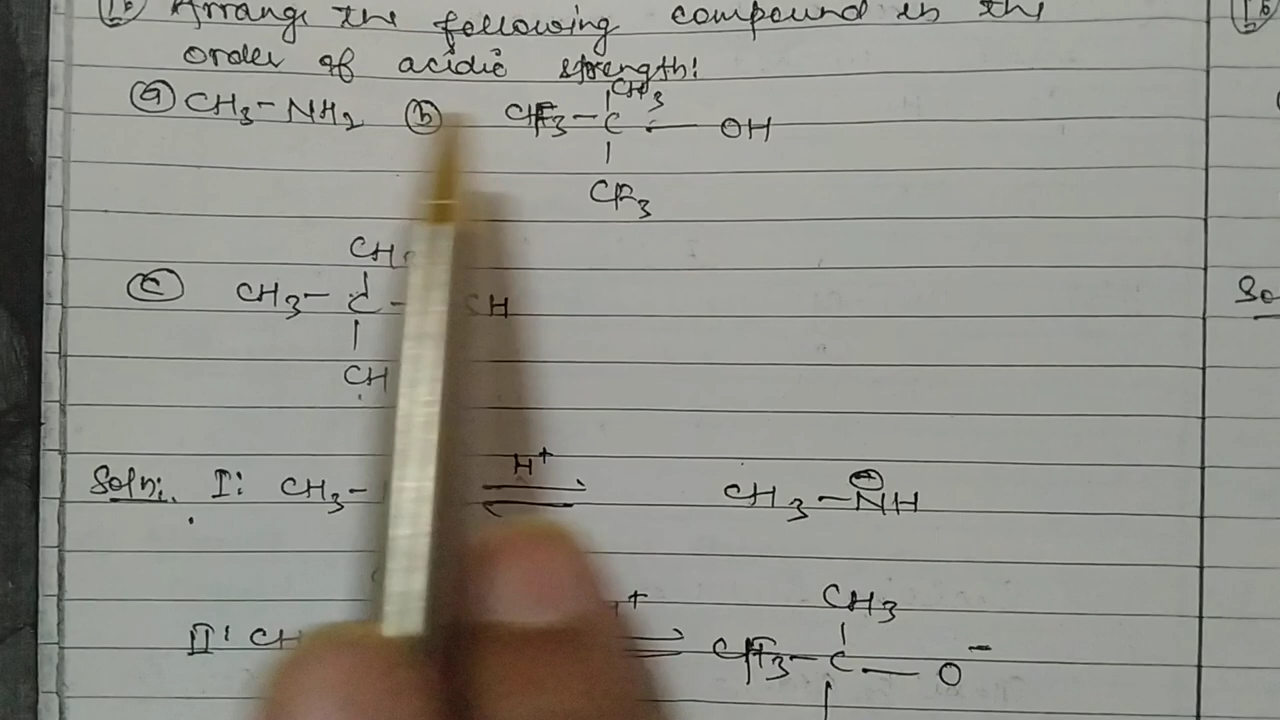 Arrange the following compound in the
order of acidic strength:
(a) CH3-NH2 (b) CF3-C-OH
CH3
CF3
CH
(c) CH3-C-
CH
Soln: I: CH3- H+ CH3-NH
CH3
II: CH + CF3-C-O-